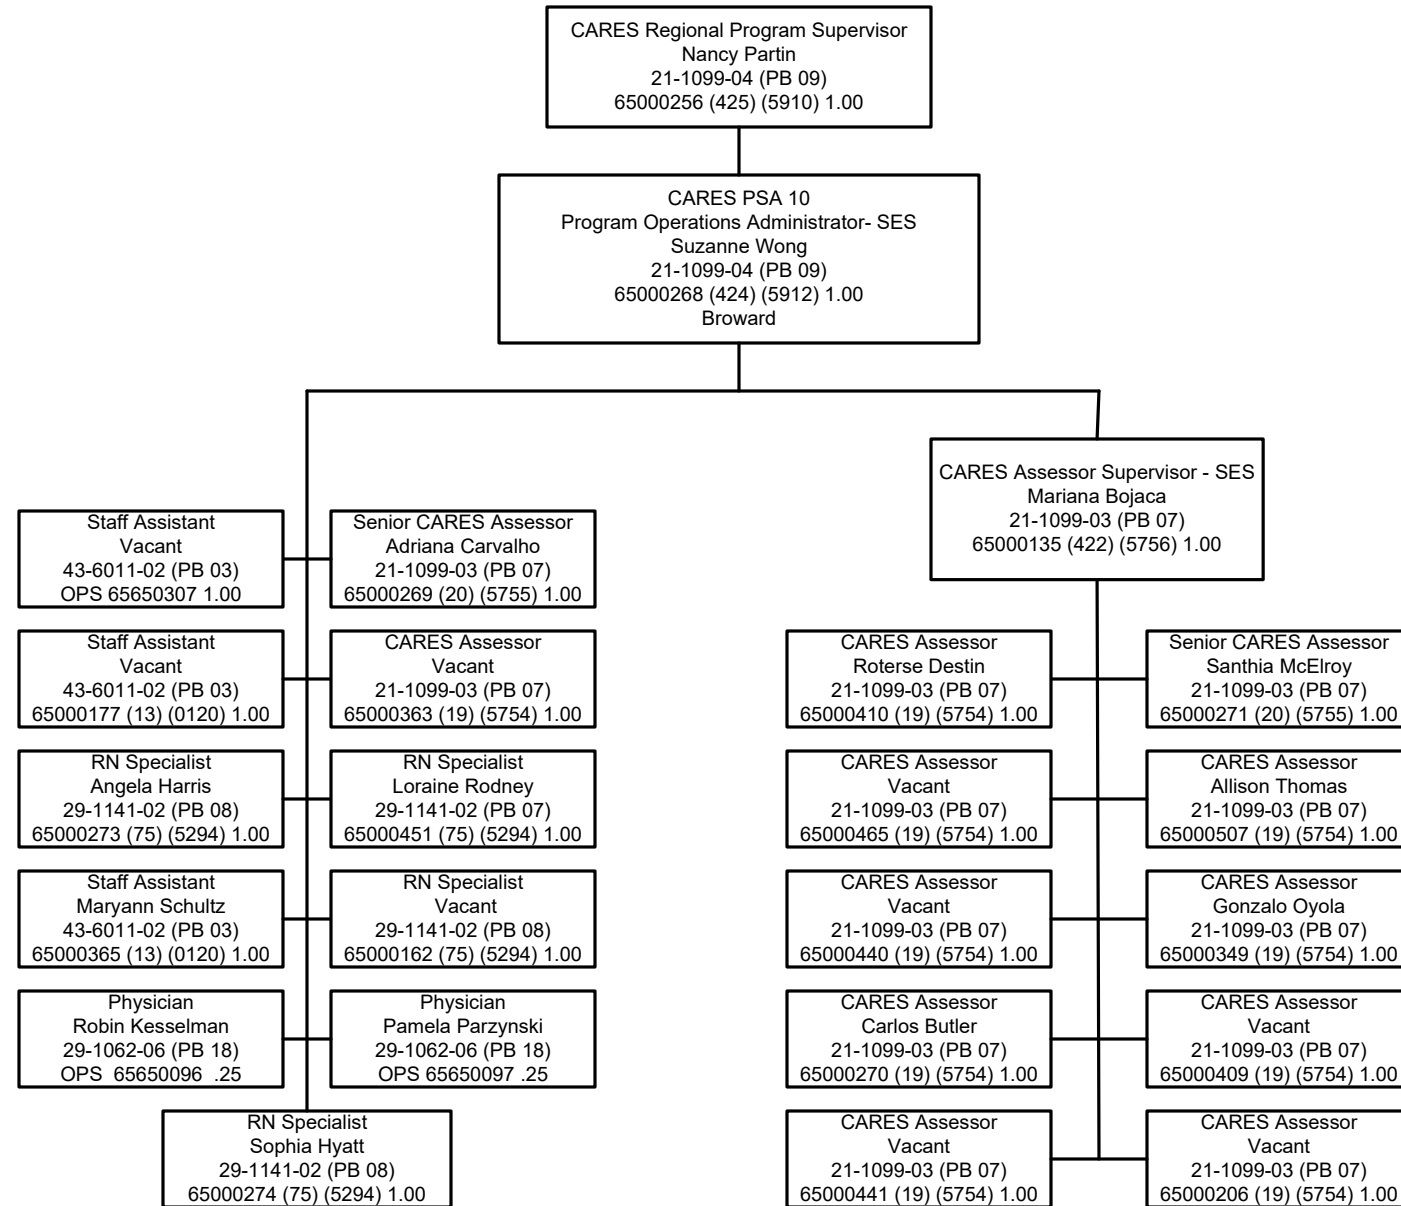 CARES Regional Program Supervisor
Nancy Partin
21-1099-04 (PB 09)
65000256 (425) (5910) 1.00
CARES PSA 10
Program Operations Administrator- SES
Suzanne Wong
21-1099-04 (PB 09)
65000268 (424) (5912) 1.00
Broward
CARES Assessor Supervisor - SES
Mariana Bojaca
21-1099-03 (PB 07)
65000135 (422) (5756) 1.00
Staff Assistant
Vacant
43-6011-02 (PB 03)
OPS 65650307 1.00
Senior CARES Assessor
Adriana Carvalho
21-1099-03 (PB 07)
65000269 (20) (5755) 1.00
Staff Assistant
Vacant
43-6011-02 (PB 03)
65000177 (13) (0120) 1.00
CARES Assessor
Vacant
21-1099-03 (PB 07)
65000363 (19) (5754) 1.00
RN Specialist
Angela Harris
29-1141-02 (PB 08)
65000273 (75) (5294) 1.00
RN Specialist
Loraine Rodney
29-1141-02 (PB 07)
65000451 (75) (5294) 1.00
Staff Assistant
Maryann Schultz
43-6011-02 (PB 03)
65000365 (13) (0120) 1.00
RN Specialist
Vacant
29-1141-02 (PB 08)
65000162 (75) (5294) 1.00
Physician
Robin Kesselman
29-1062-06 (PB 18)
OPS  65650096  .25
Physician
Pamela Parzynski
29-1062-06 (PB 18)
OPS 65650097 .25
RN Specialist
Sophia Hyatt
29-1141-02 (PB 08)
65000274 (75) (5294) 1.00
CARES Assessor
Roterse Destin
21-1099-03 (PB 07)
65000410 (19) (5754) 1.00
Senior CARES Assessor
Santhia McElroy
21-1099-03 (PB 07)
65000271 (20) (5755) 1.00
CARES Assessor
Vacant
21-1099-03 (PB 07)
65000465 (19) (5754) 1.00
CARES Assessor
Allison Thomas
21-1099-03 (PB 07)
65000507 (19) (5754) 1.00
CARES Assessor
Vacant
21-1099-03 (PB 07)
65000440 (19) (5754) 1.00
CARES Assessor
Gonzalo Oyola
21-1099-03 (PB 07)
65000349 (19) (5754) 1.00
CARES Assessor
Carlos Butler
21-1099-03 (PB 07)
65000270 (19) (5754) 1.00
CARES Assessor
Vacant
21-1099-03 (PB 07)
65000409 (19) (5754) 1.00
CARES Assessor
Vacant
21-1099-03 (PB 07)
65000441 (19) (5754) 1.00
CARES Assessor
Vacant
21-1099-03 (PB 07)
65000206 (19) (5754) 1.00